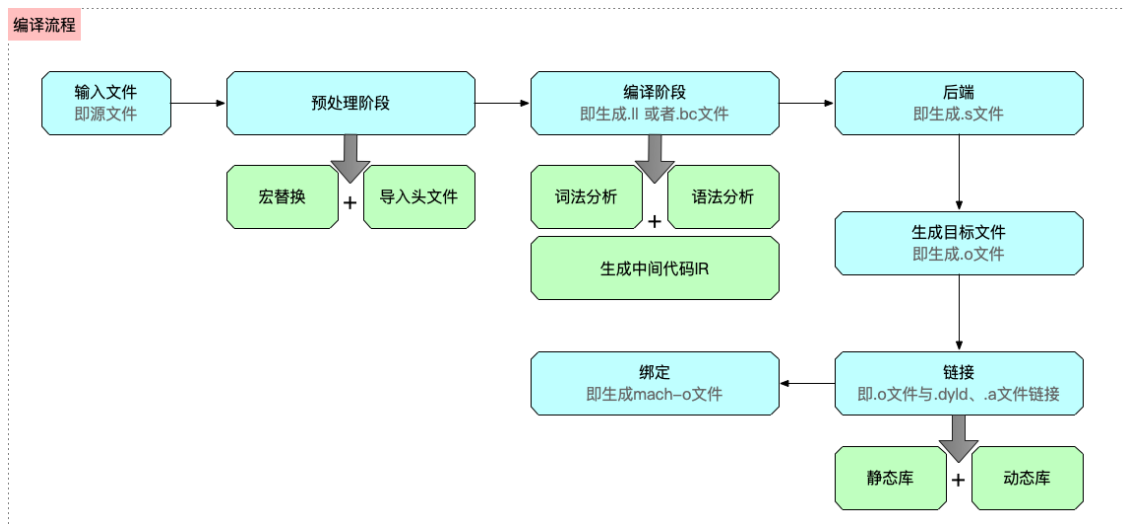 编译流程
输入文件
即源文件
预处理阶段
编译阶段
即生成.ll 或者.bc文件
后端
即生成.s文件
宏替换
+
导入头文件
词法分析
+
语法分析
生成中间代码IR
生成目标文件
即生成.o文件
绑定
即生成mach-o文件
链接
即.o文件与.dyld、.a文件链接
静态库
+
动态库